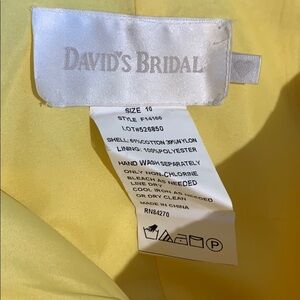 DAVID'S BRIDAL
SIZE 16
STYLE F14166
LOT#526850
SHELL: 61%COTTON 39%NYLON
LINING: 100%POLYESTER
HAND WASH SEPARATELY
ONLY NON-CHLORINE
BLEACH AS NEEDED
LINE DRY
COOL IRON AS NEEDED
OR DRY CLEAN
MADE IN CHINA
RN84270
P